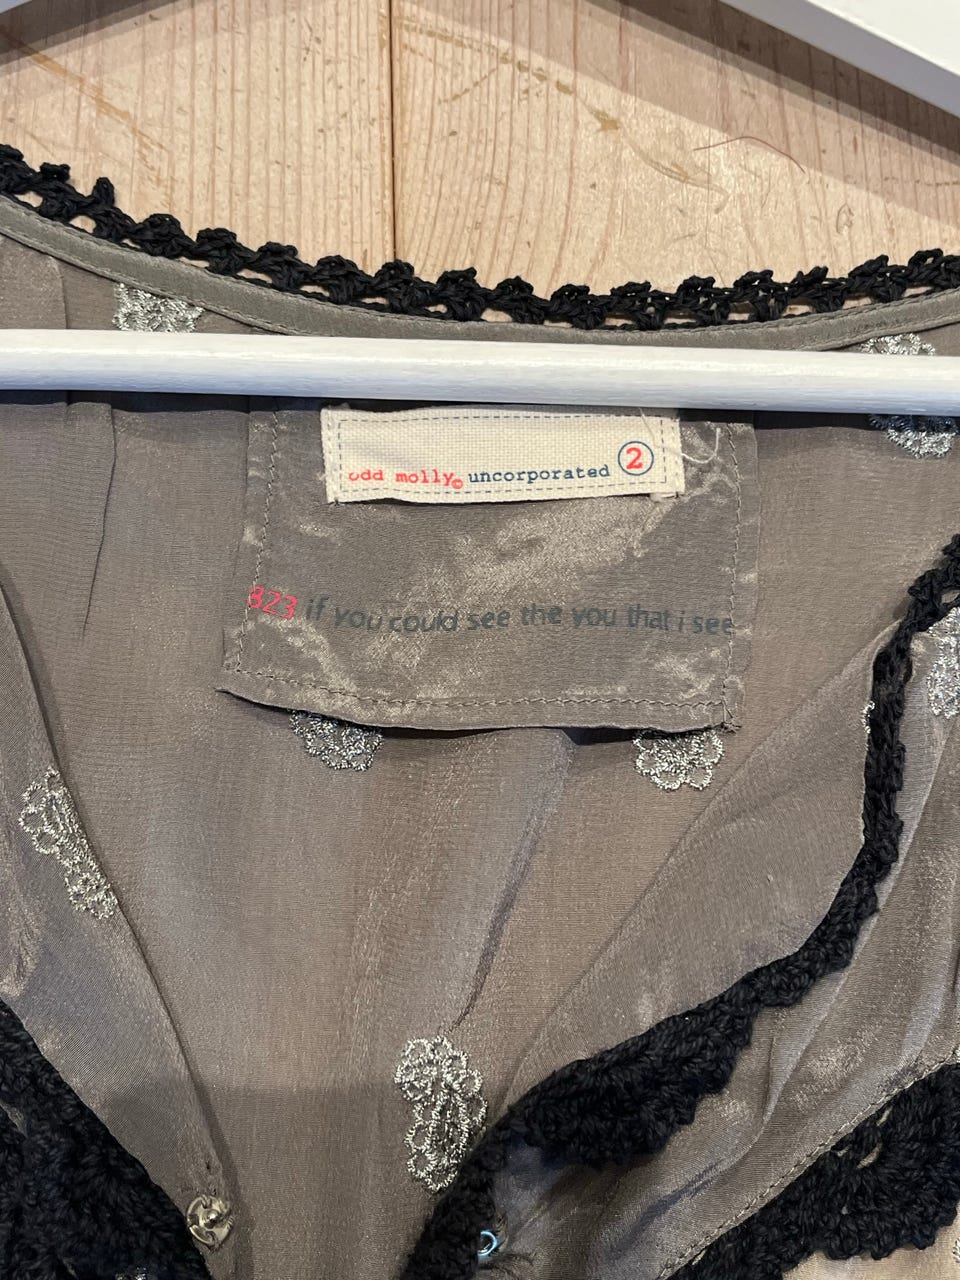 odd molly© uncorporated 2
823 if you could see the you that i see